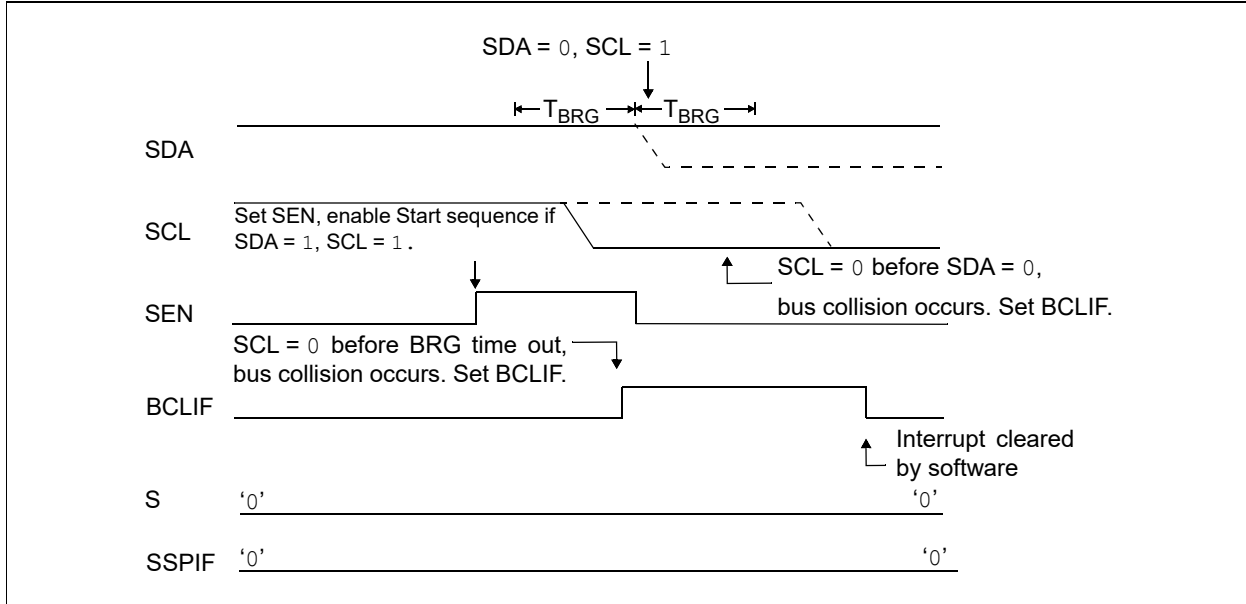 SDA = 0, SCL = 1
TBRG TBRG
SDA
SCL
Set SEN, enable Start sequence if
SDA = 1, SCL = 1.
SCL = 0 before SDA = 0,
bus collision occurs. Set BCLIF.
SEN
SCL = 0 before BRG time out,
bus collision occurs. Set BCLIF.
BCLIF
Interrupt cleared
by software
S ‘0’ ‘0’
SSPIF ‘0’ ‘0’